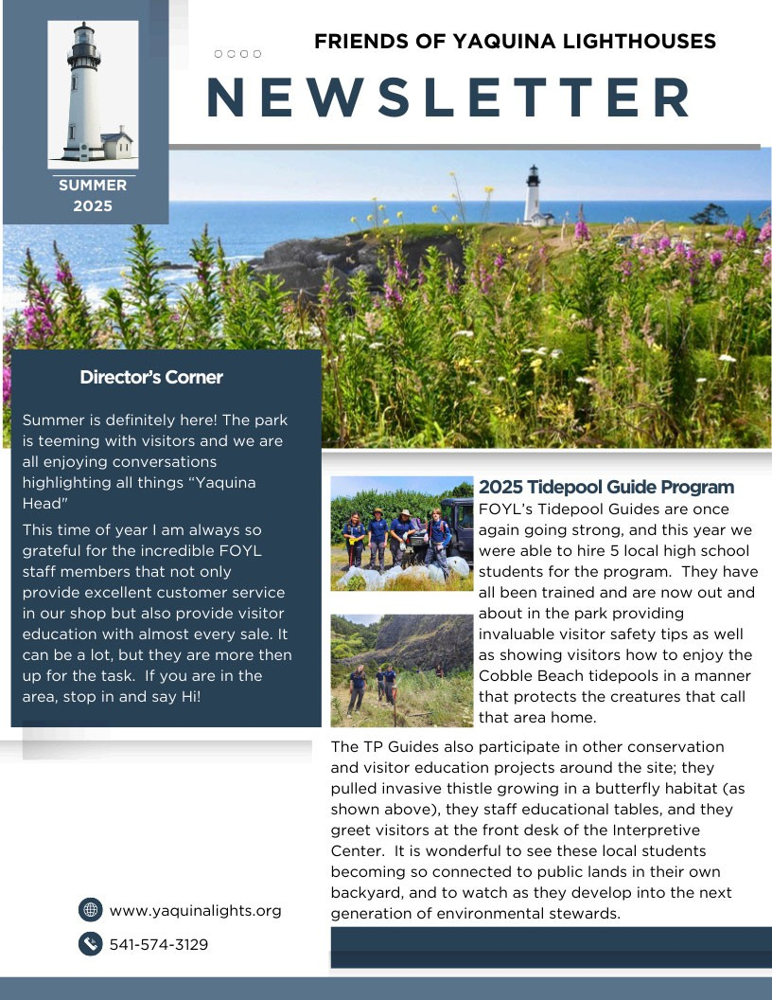 FRIENDS OF YAQUINA LIGHTHOUSES
NEWSLETTER
SUMMER
2025
Director's Corner
Summer is definitely here! The park
is teeming with visitors and we are
all enjoying conversations
highlighting all things “Yaquina
Head"
This time of year I am always so
grateful for the incredible FOYL
staff members that not only
provide excellent customer service
in our shop but also provide visitor
education with almost every sale. It
can be a lot, but they are more then
up for the task.  If you are in the
area, stop in and say Hi!
2025 Tidepool Guide Program
FOYL's Tidepool Guides are once
again going strong, and this year we
were able to hire 5 local high school
students for the program.  They have
all been trained and are now out and
about in the park providing
invaluable visitor safety tips as well
as showing visitors how to enjoy the
Cobble Beach tidepools in a manner
that protects the creatures that call
that area home.
The TP Guides also participate in other conservation
and visitor education projects around the site; they
pulled invasive thistle growing in a butterfly habitat (as
shown above), they staff educational tables, and they
greet visitors at the front desk of the Interpretive
Center.  It is wonderful to see these local students
becoming so connected to public lands in their own
backyard, and to watch as they develop into the next
generation of environmental stewards.
www.yaquinalights.org
541-574-3129